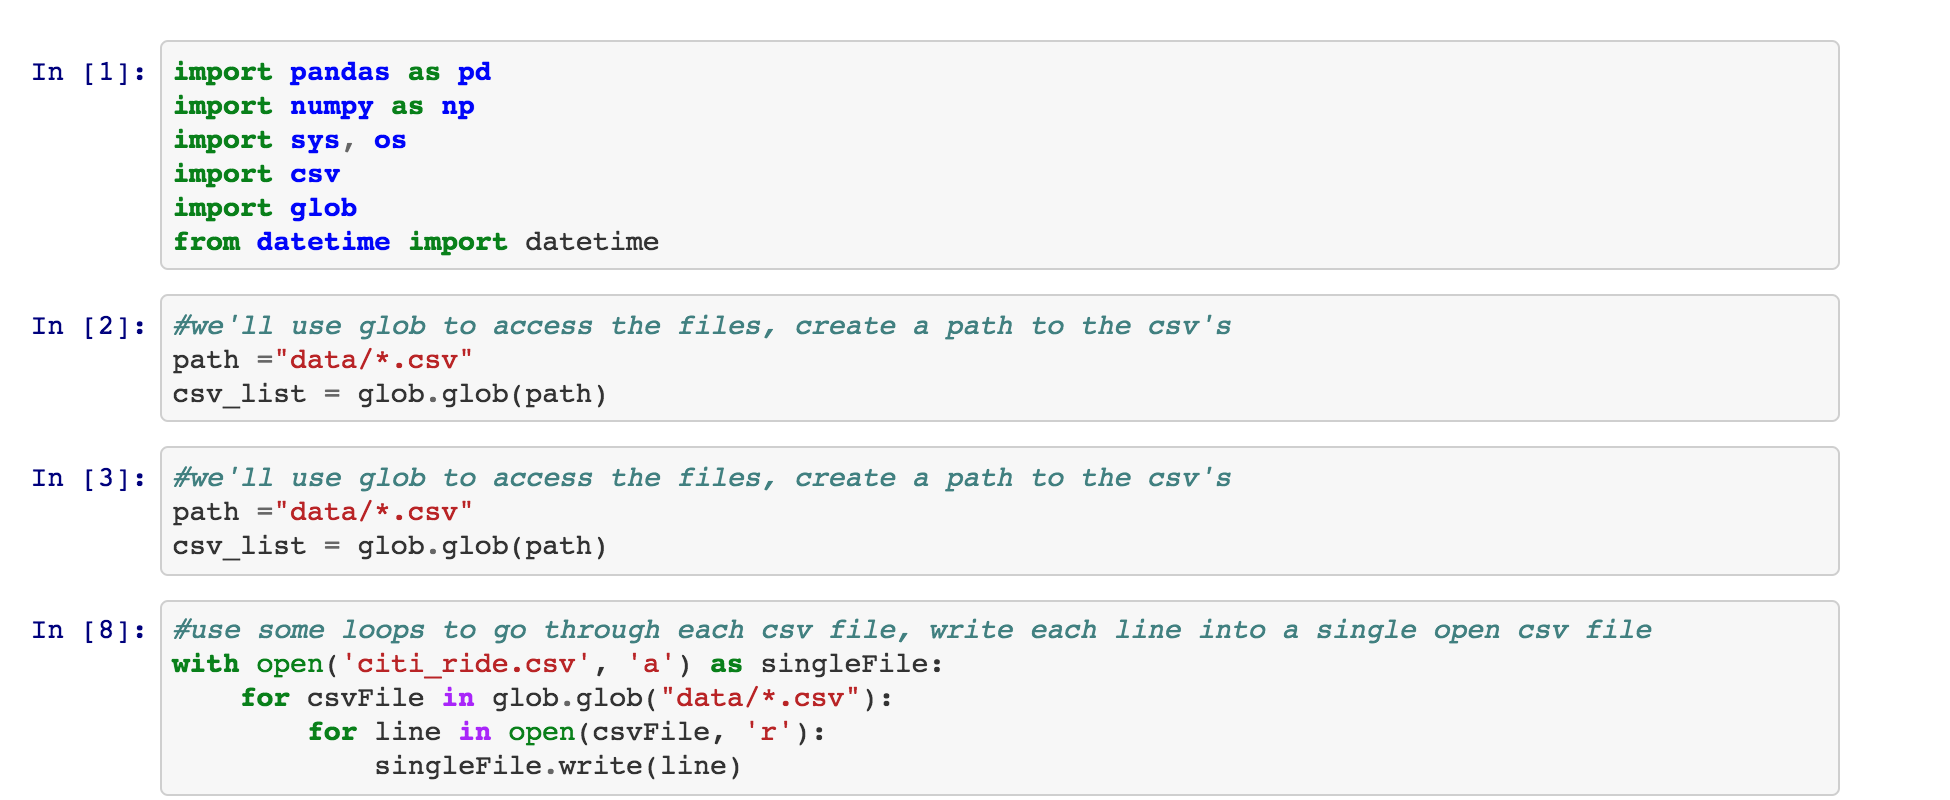 In [1]: import pandas as pd
import numpy as np
import sys, os
import csv
import glob
from datetime import datetime
In [2]: #we'll use glob to access the files, create a path to the csv's
path ="data/*.csv"
csv_list = glob.glob(path)
In [3]: #we'll use glob to access the files, create a path to the csv's
path ="data/*.csv"
csv_list = glob.glob(path)
In [8]: #use some loops to go through each csv file, write each line into a single open csv file
with open('citi_ride.csv', 'a') as singleFile:
    for csvFile in glob.glob("data/*.csv"):
        for line in open(csvFile, 'r'):
            singleFile.write(line)